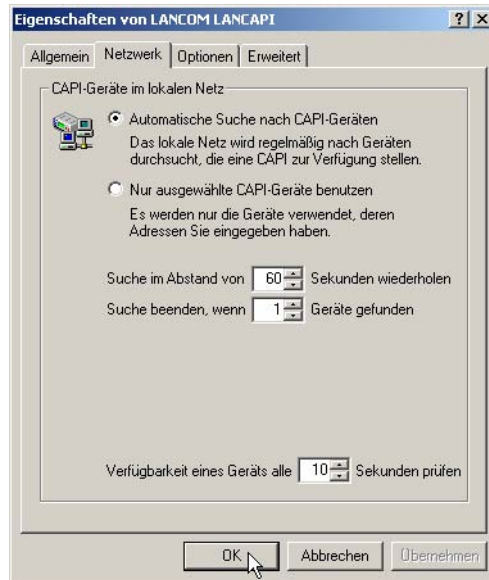 Eigenschaften von LANCOM LANCAPI
Allgemein Netzwerk Optionen Erweitert
CAPI-Geräte im lokalen Netz
Automatische Suche nach CAPI-Geräten
Das lokale Netz wird regelmäßig nach Geräten
durchsucht, die eine CAPI zur Verfügung stellen.
Nur ausgewählte CAPI-Geräte benutzen
Es werden nur die Geräte verwendet, deren
Adressen Sie eingegeben haben.
Suche im Abstand von 60 Sekunden wiederholen
Suche beenden, wenn 1 Geräte gefunden
Verfügbarkeit eines Geräts alle 10 Sekunden prüfen
OK Abbrechen Übernehmen